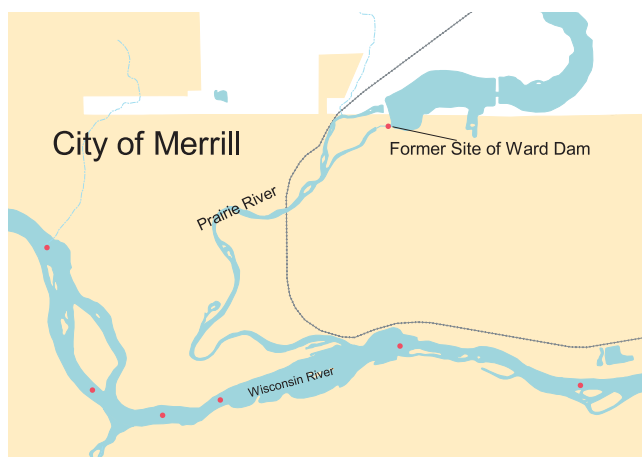 City of Merrill
Former Site of Ward Dam
Prairie River
Wisconsin River